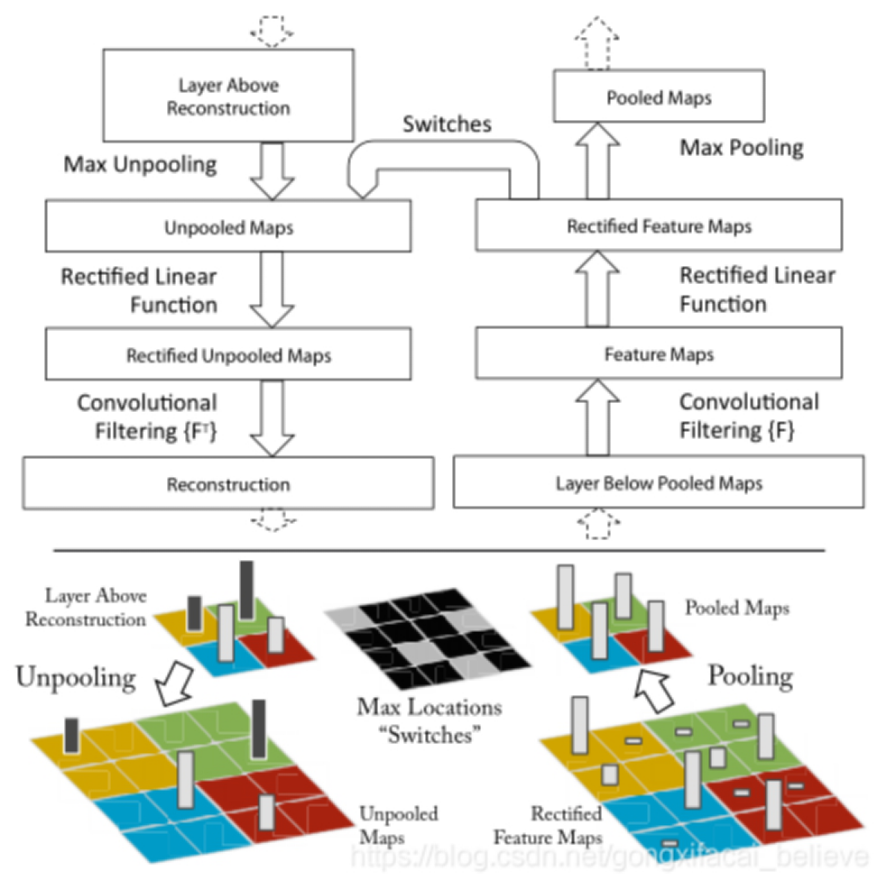 Layer Above
Reconstruction
Max Unpooling
Unpooled Maps
Rectified Linear
Function
Rectified Unpooled Maps
Convolutional
Filtering {Fᵀ}
Reconstruction
Switches
Pooled Maps
Max Pooling
Rectified Feature Maps
Rectified Linear
Function
Feature Maps
Convolutional
Filtering {F}
Layer Below Pooled Maps
Layer Above
Reconstruction
Unpooling
Unpooled
Maps
Max Locations
“Switches”
Pooled Maps
Pooling
Rectified
Feature Maps
https://blog.csdn.net/gongxifacai_believe